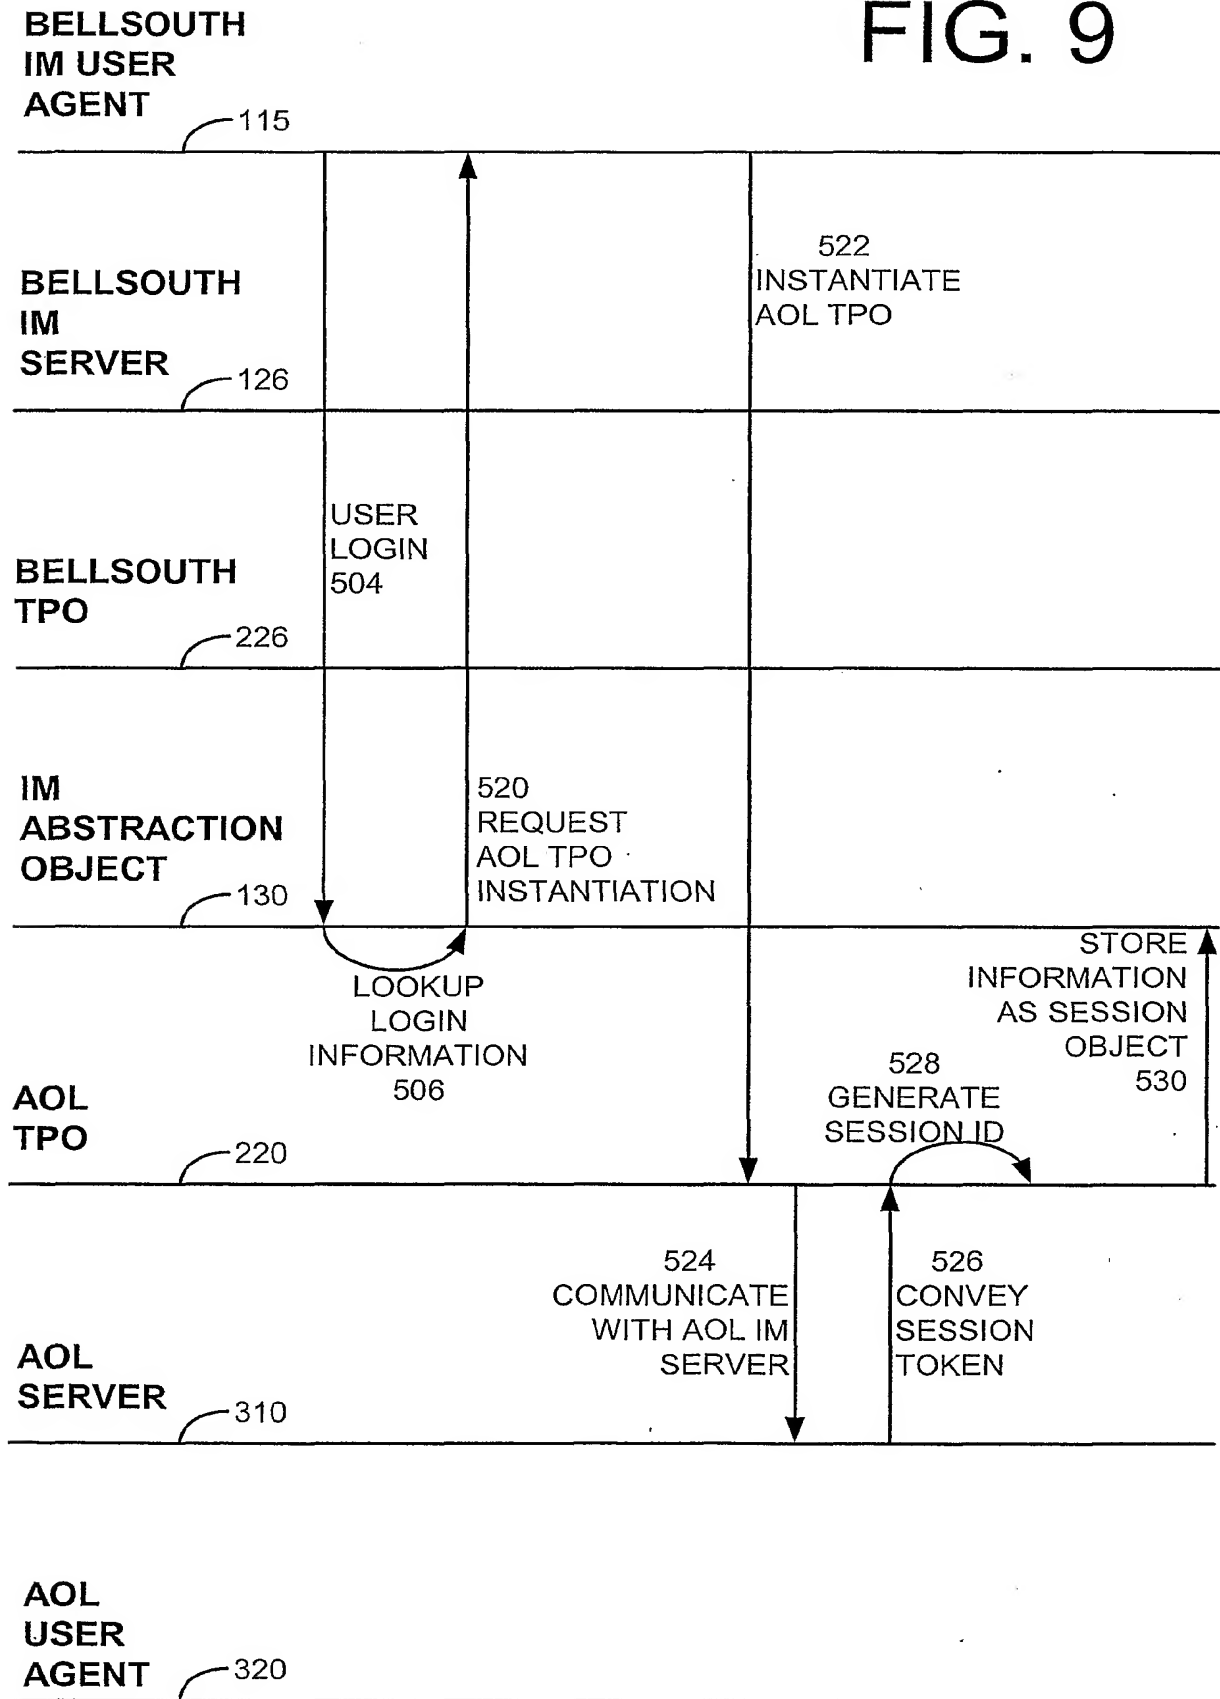 FIG. 9
BELLSOUTH
IM USER
AGENT
115
522
INSTANTIATE
AOL TPO
BELLSOUTH
IM
SERVER
126
USER
LOGIN
504
BELLSOUTH
TPO
226
IM
ABSTRACTION
OBJECT
130
520
REQUEST
AOL TPO
INSTANTIATION
LOOKUP
LOGIN
INFORMATION
506
STORE
INFORMATION
AS SESSION
OBJECT
530
528
GENERATE
SESSION ID
AOL
TPO
220
524
COMMUNICATE
WITH AOL IM
SERVER
526
CONVEY
SESSION
TOKEN
AOL
SERVER
310
AOL
USER
AGENT
320